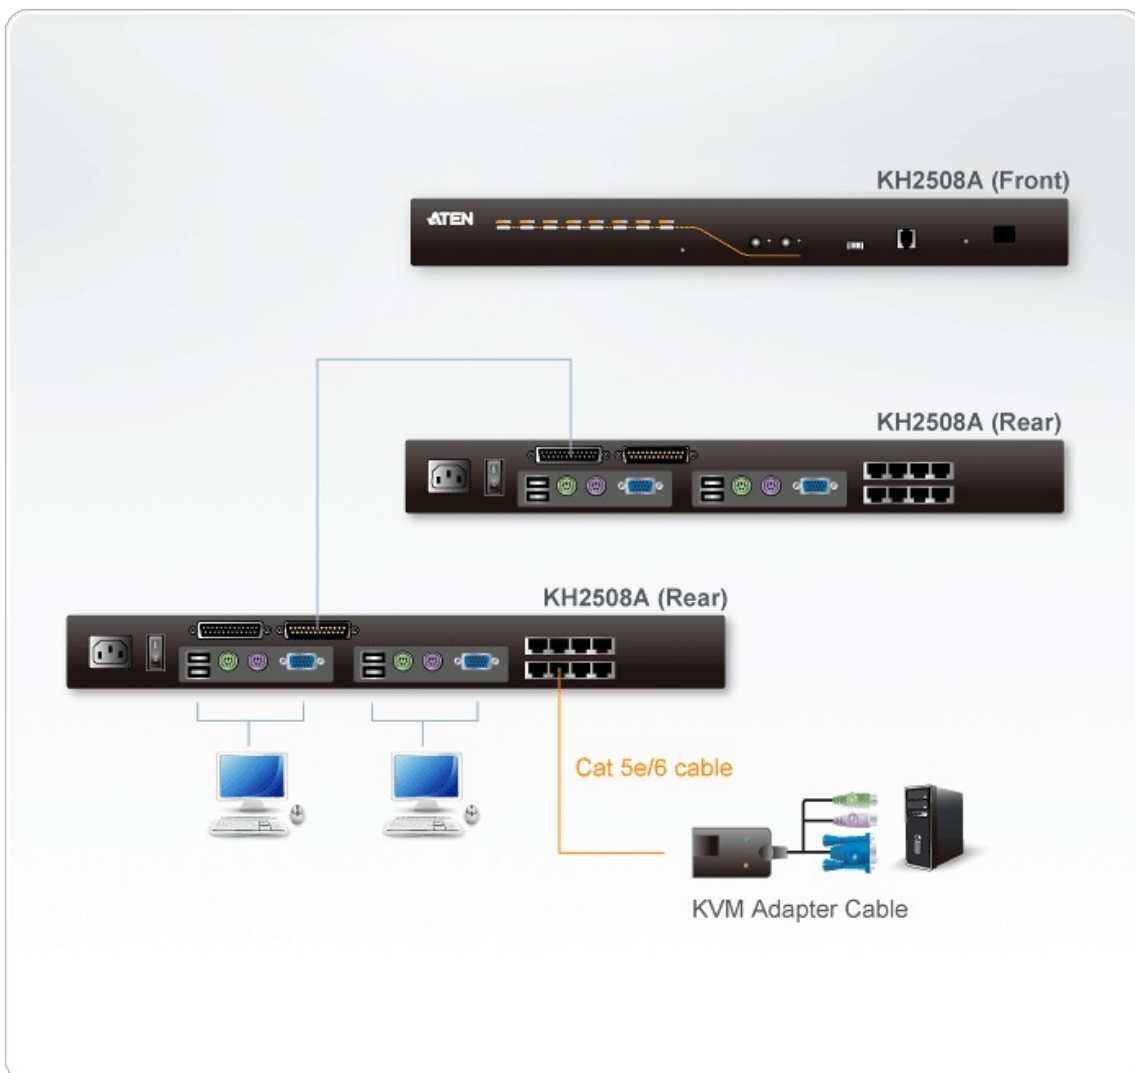 KH2508A (Front)
ATEN
KH2508A (Rear)
KH2508A (Rear)
Cat 5e/6 cable
KVM Adapter Cable